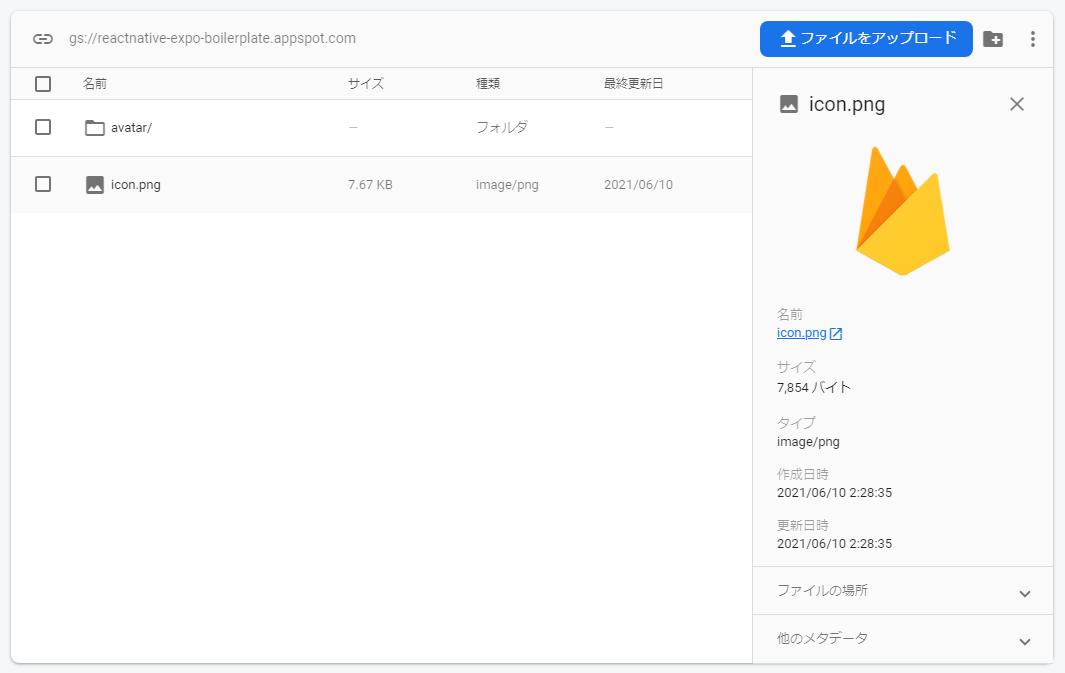 gs://reactnative-expo-boilerplate.appspot.com
ファイルをアップロード
名前 サイズ 種類 最終更新日
avatar/ – フォルダ –
icon.png 7.67 KB image/png 2021/06/10
icon.png
名前
icon.png
サイズ
7,854 バイト
タイプ
image/png
作成日時
2021/06/10 2:28:35
更新日時
2021/06/10 2:28:35
ファイルの場所
他のメタデータ